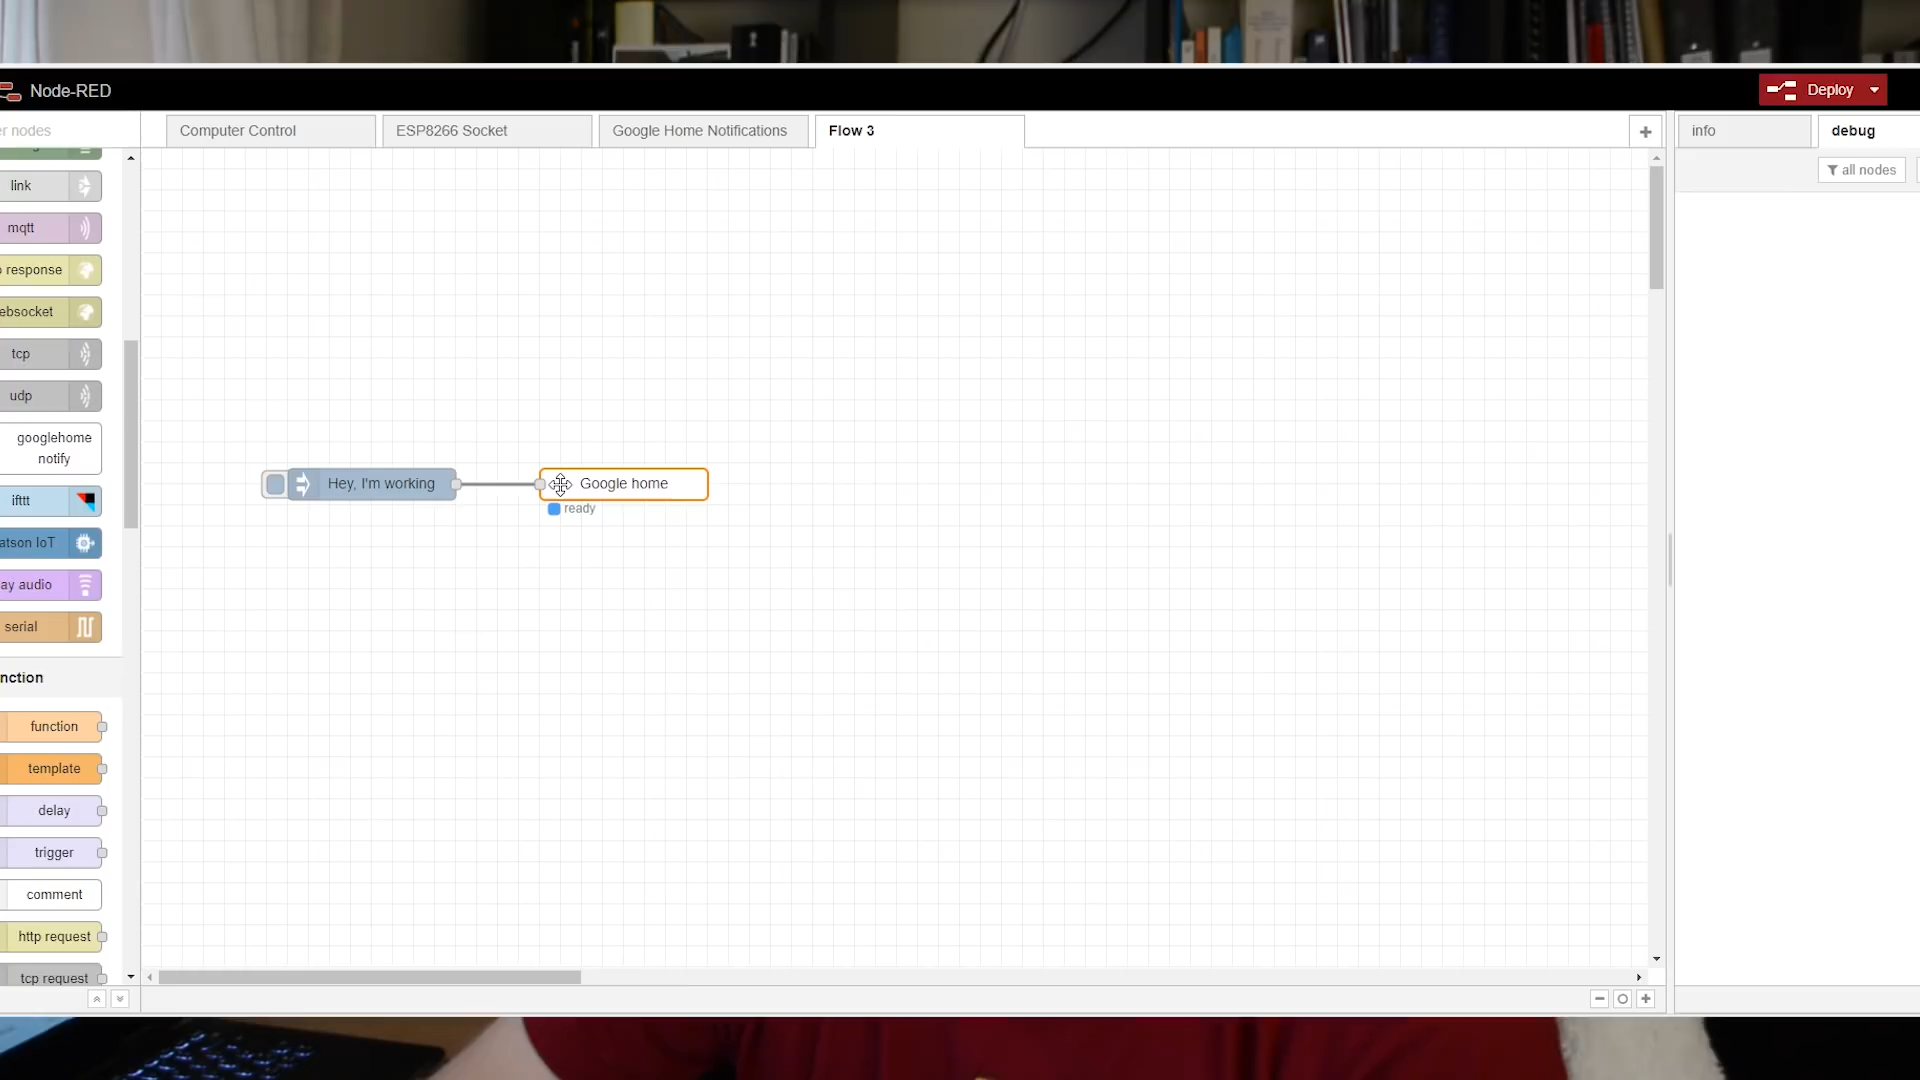 Node-RED
Deploy
er nodes
Computer Control
ESP8266 Socket
Google Home Notifications
Flow 3
info
debug
all nodes
link
mqtt
response
ebsocket
tcp
udp
googlehome
notify
ifttt
atson IoT
ay audio
serial
nction
function
template
delay
trigger
comment
http request
tcp request
Hey, I'm working
Google home
ready